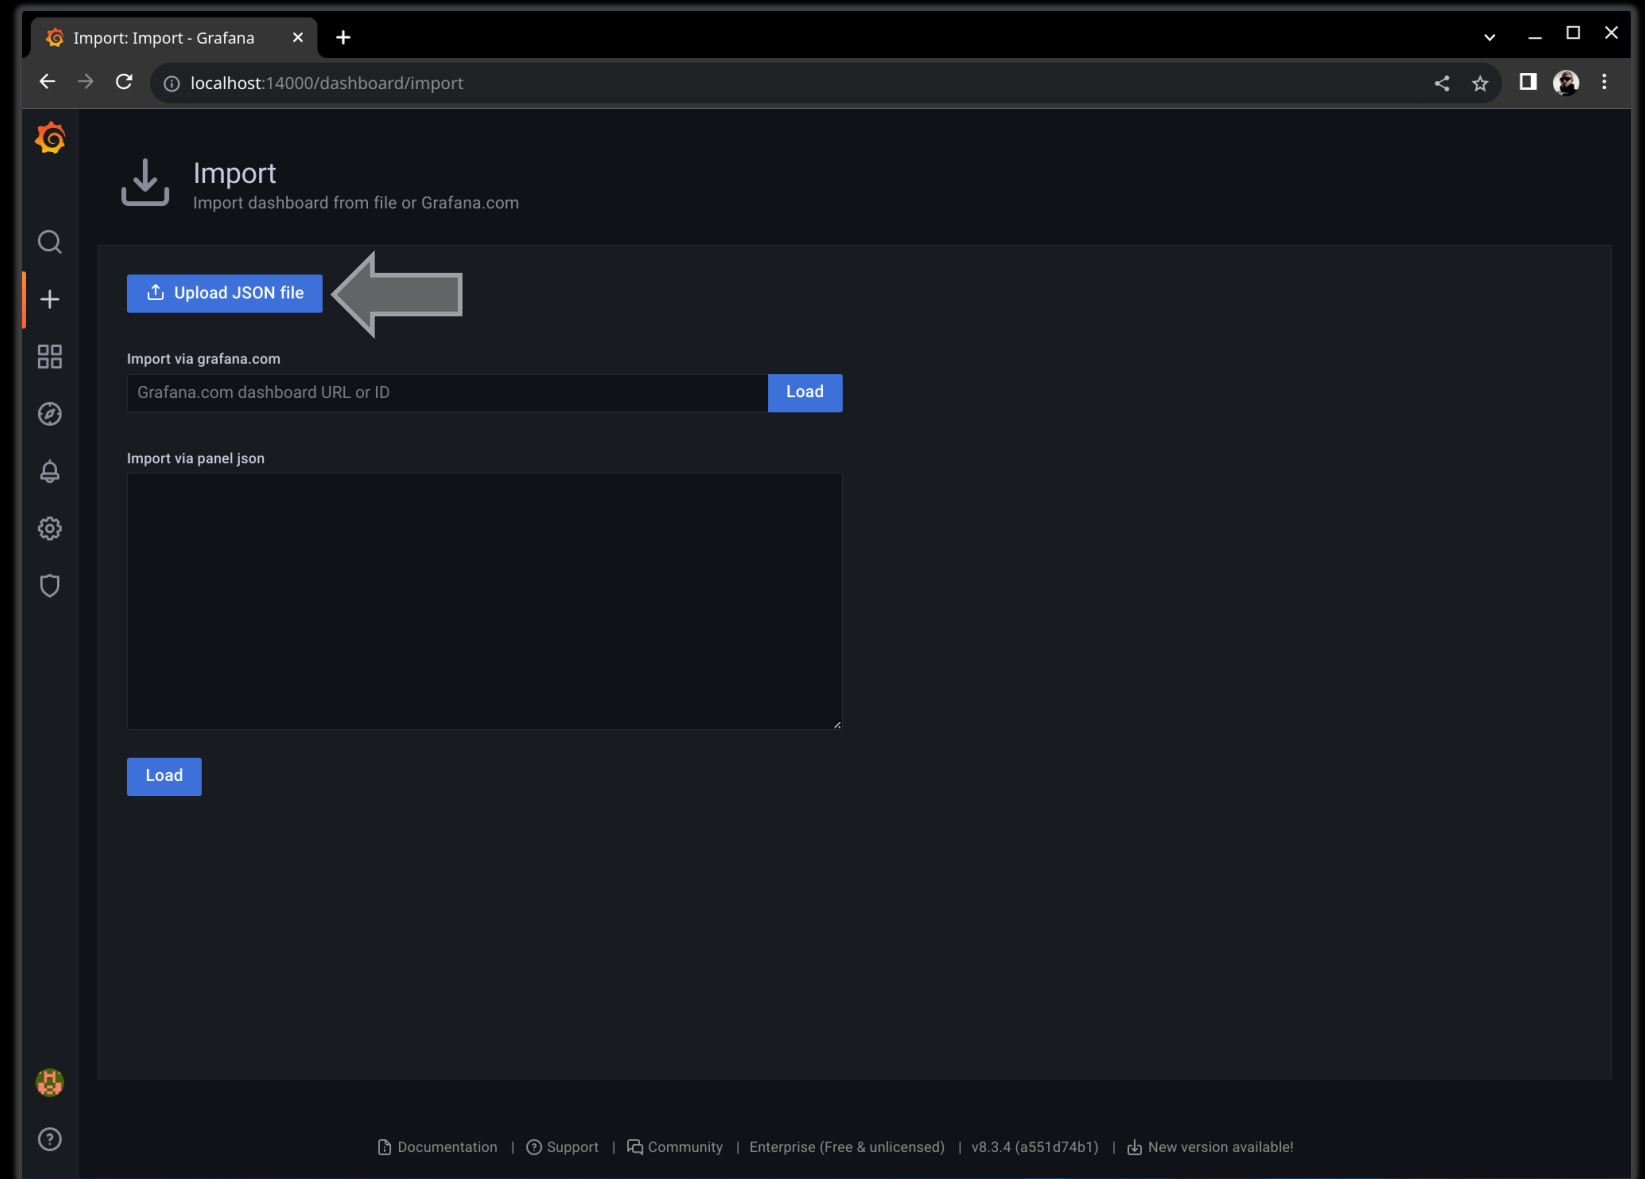 Import: Import - Grafana
localhost:14000/dashboard/import
Import
Import dashboard from file or Grafana.com
Upload JSON file
Import via grafana.com
Grafana.com dashboard URL or ID
Load
Import via panel json
Load
Documentation | Support | Community | Enterprise (Free & unlicensed) | v8.3.4 (a551d74b1) | New version available!